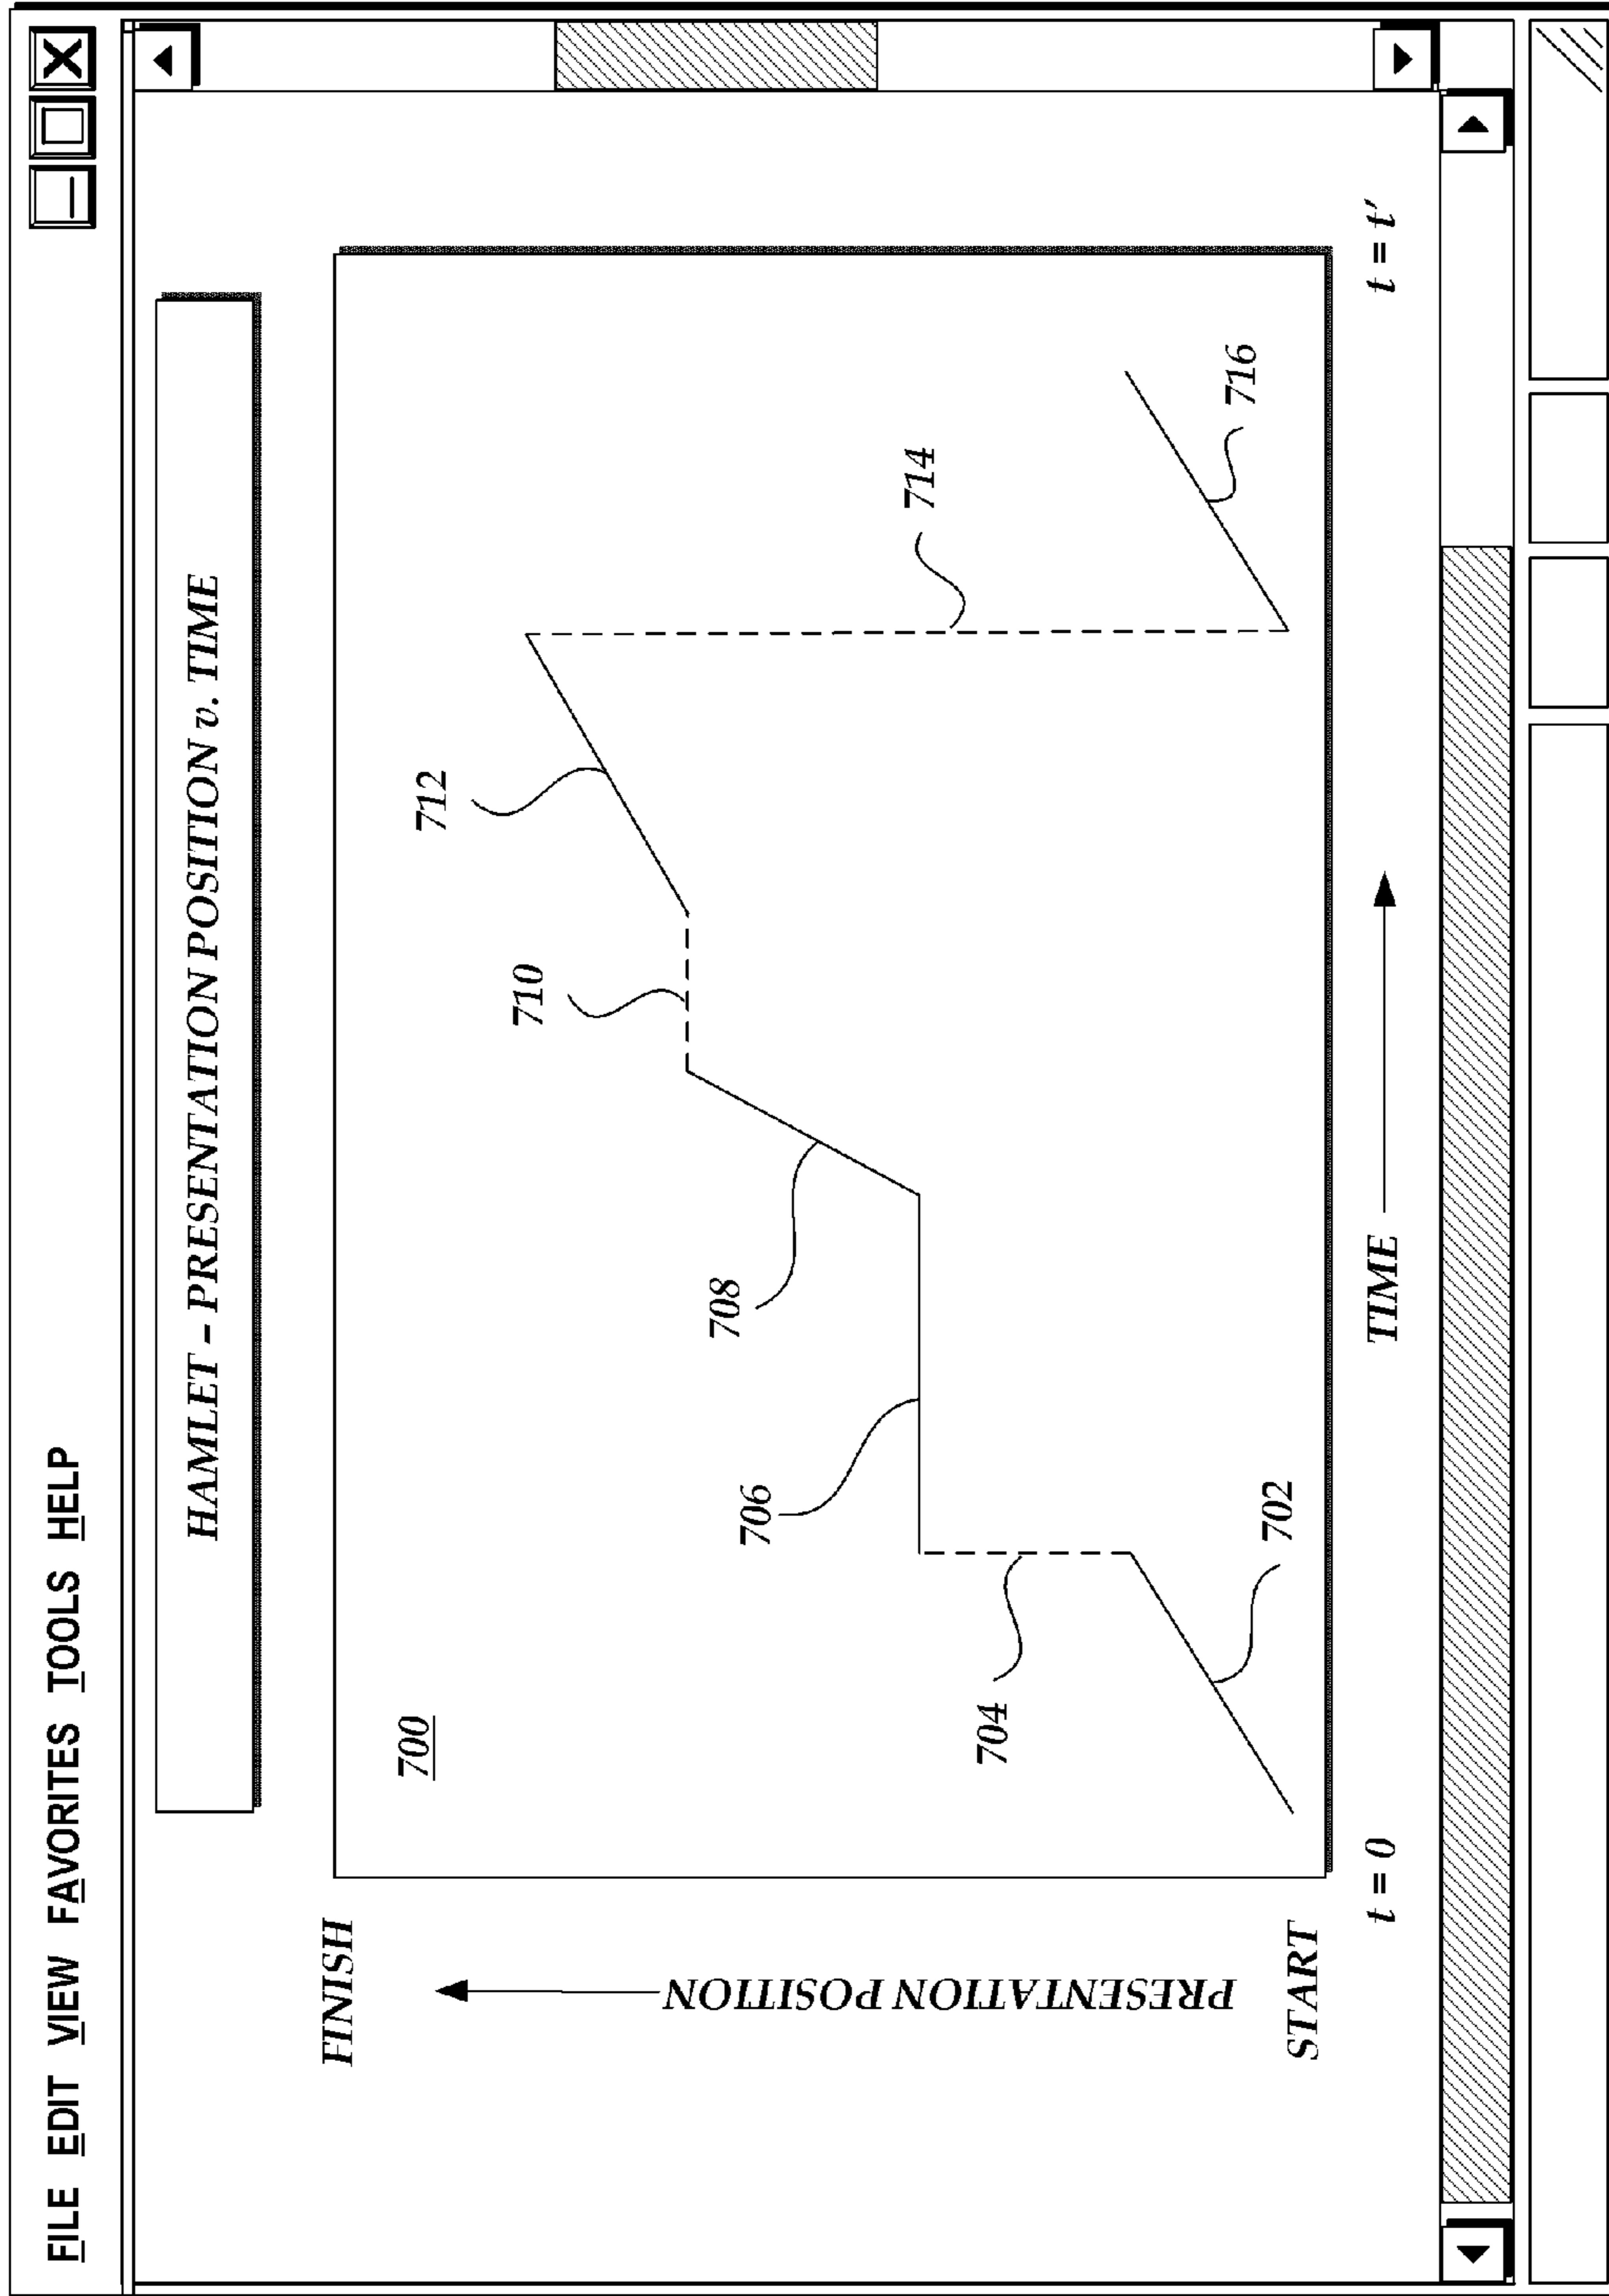 FILE EDIT VIEW FAVORITES TOOLS HELP
HAMLET – PRESENTATION POSITION v. TIME
FINISH
PRESENTATION POSITION
START
700
702
704
706
708
710
712
714
716
t = 0
TIME
t = t'